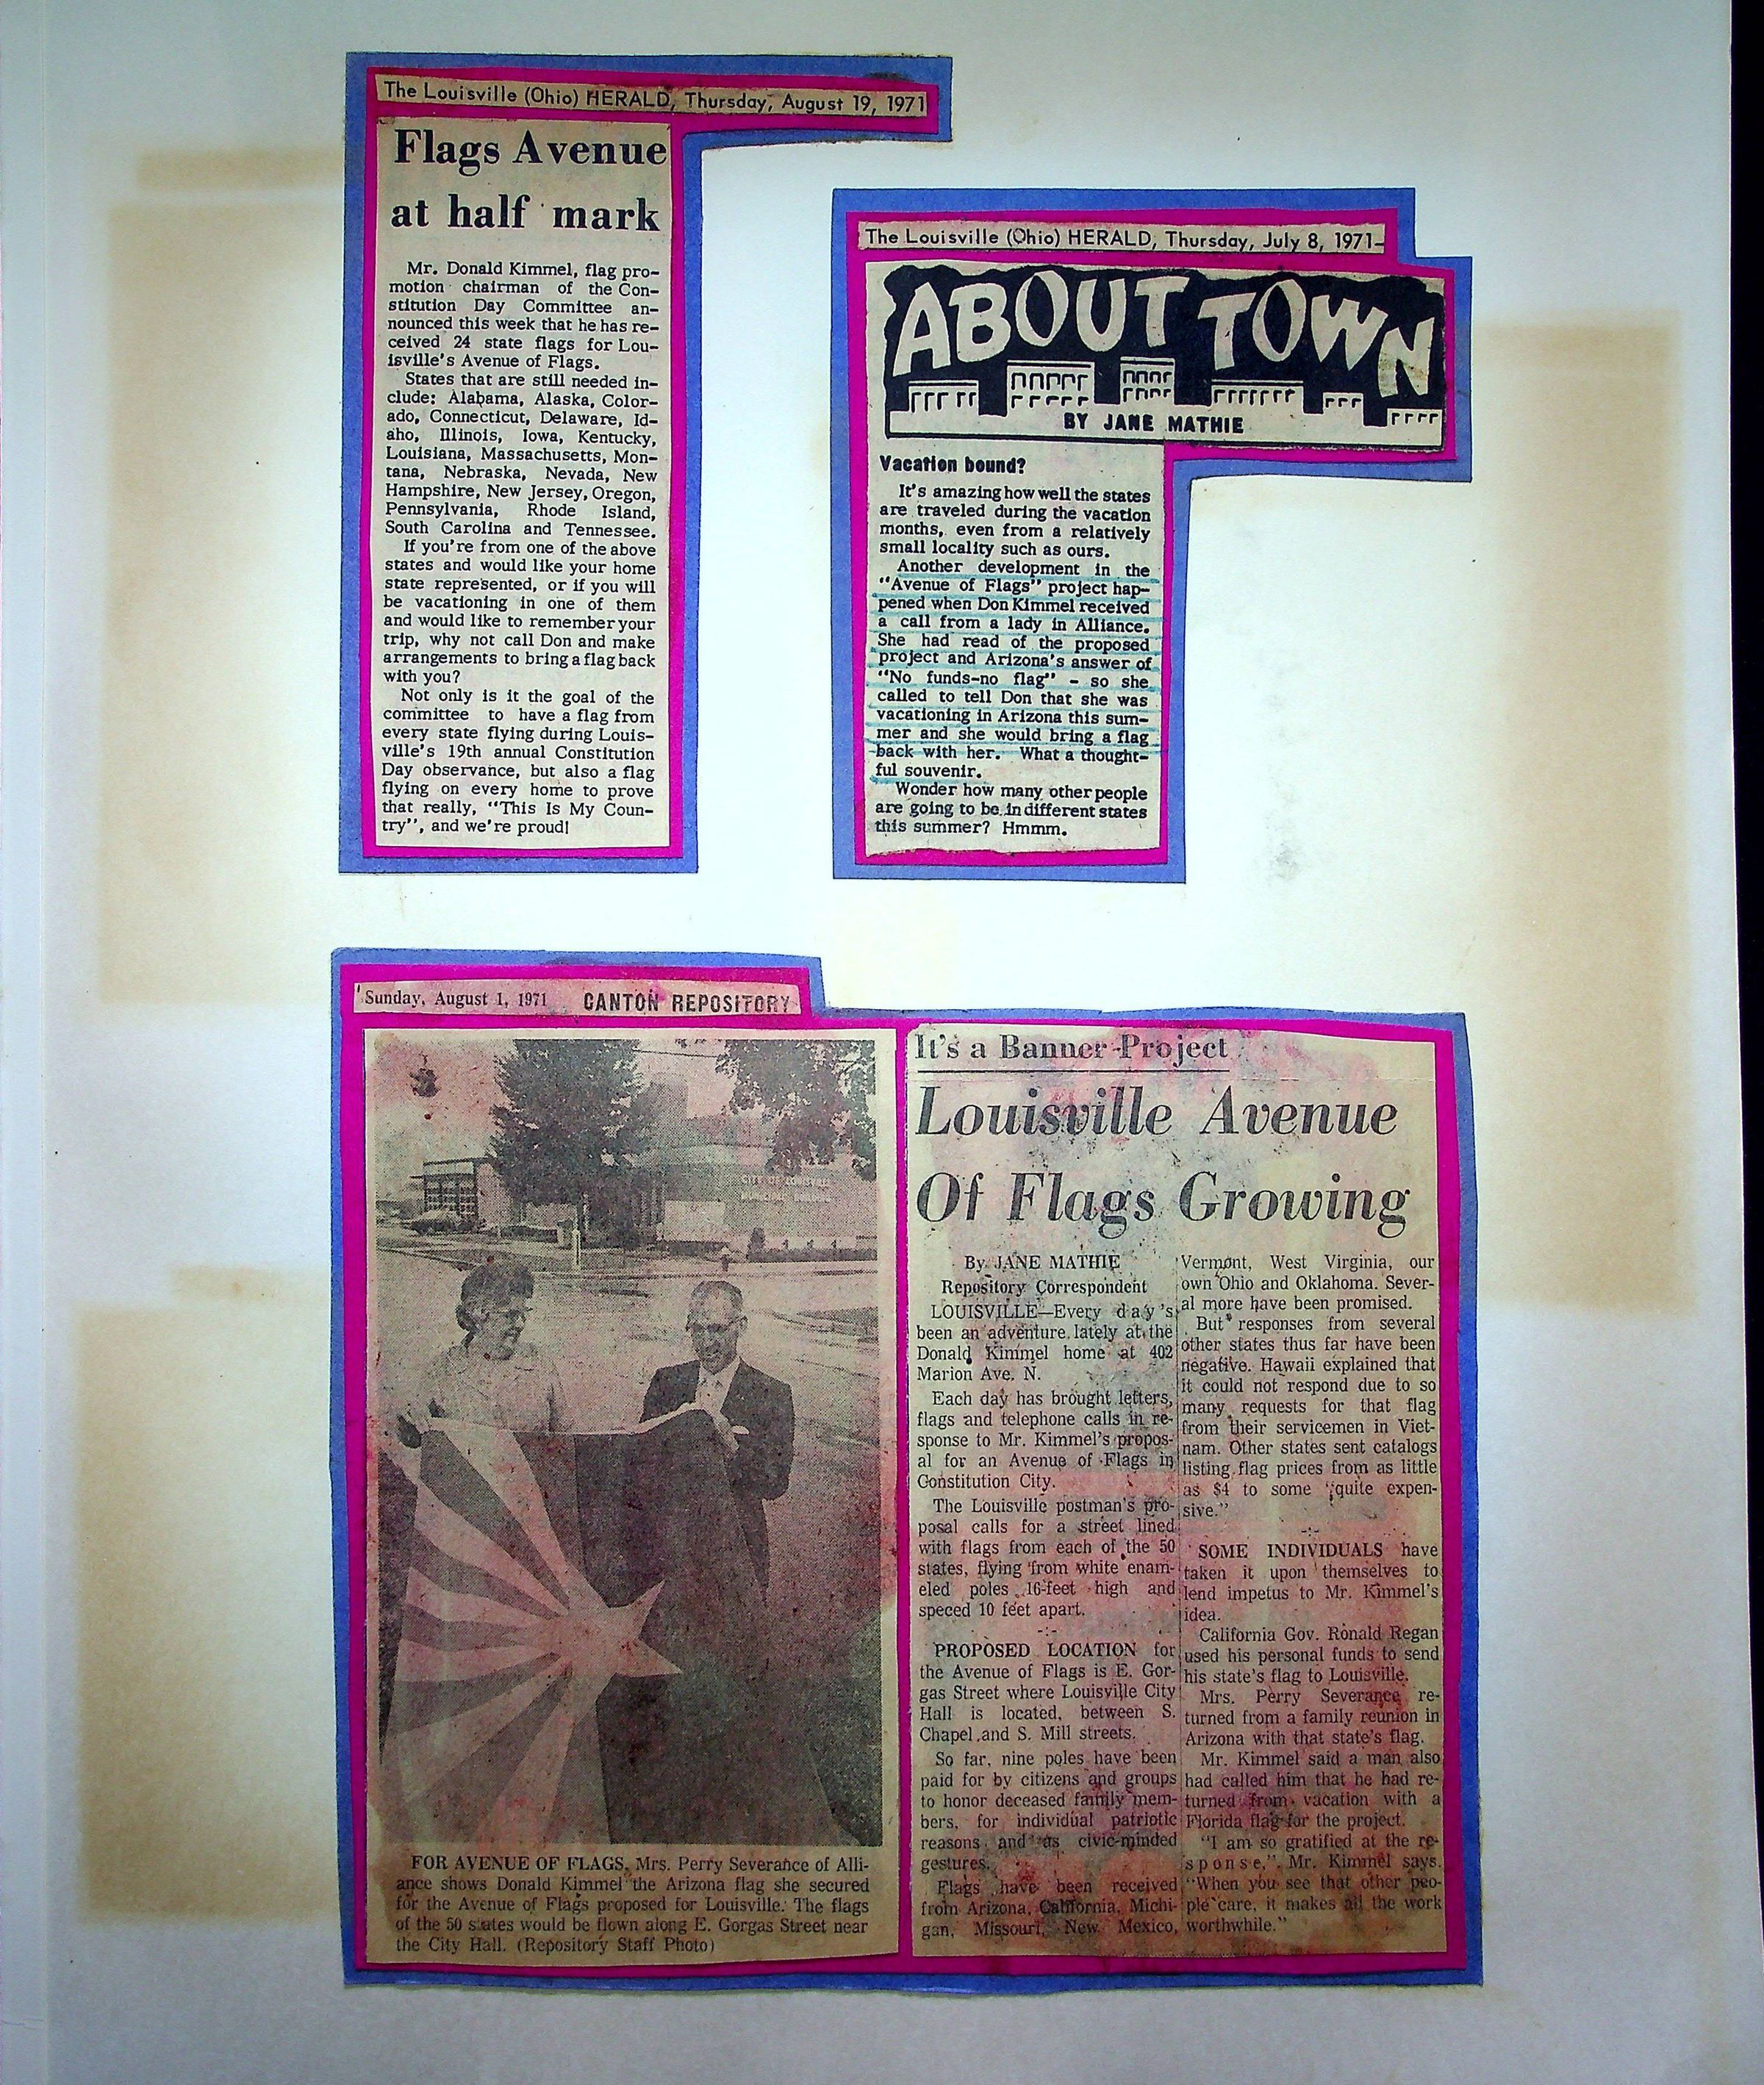 The Louisville (Ohio) HERALD, Thursday, August 19, 1971
Flags Avenue
at half mark
Mr. Donald Kimmel, flag pro-
motion chairman of the Con-
stitution Day Committee an-
nounced this week that he has re-
ceived 24 state flags for Lou-
isville's Avenue of Flags.
States that are still needed in-
clude: Alabama, Alaska, Color-
ado, Connecticut, Delaware, Id-
aho, Illinois, Iowa, Kentucky,
Louisiana, Massachusetts, Mon-
tana, Nebraska, Nevada, New
Hampshire, New Jersey, Oregon,
Pennsylvania, Rhode Island,
South Carolina and Tennessee.
If you're from one of the above
states and would like your home
state represented, or if you will
be vacationing in one of them
and would like to remember your
trip, why not call Don and make
arrangements to bring a flag back
with you?
Not only is it the goal of the
committee to have a flag from
every state flying during Louis-
ville's 19th annual Constitution
Day observance, but also a flag
flying on every home to prove
that really, "This Is My Coun-
try", and we're proud!
The Louisville (Ohio) HERALD, Thursday, July 8, 1971-
ABOUT TOWN
BY JANE MATHIE
Vacation bound?
It's amazing how well the states
are traveled during the vacation
months, even from a relatively
small locality such as ours.
Another development in the
"Avenue of Flags" project hap-
pened when Don Kimmel received
a call from a lady in Alliance.
She had read of the proposed
project and Arizona's answer of
"No funds-no flag" - so she
called to tell Don that she was
vacationing in Arizona this sum-
mer and she would bring a flag
back with her. What a thought-
ful souvenir.
Wonder how many other people
are going to be in different states
this summer? Hmmm.
Sunday, August 1, 1971 CANTON REPOSITORY
CITY OF LOUISVILLE
MUNICIPAL BUILDING
FOR AVENUE OF FLAGS, Mrs. Perry Severance of Alli-
ance shows Donald Kimmel the Arizona flag she secured
for the Avenue of Flags proposed for Louisville. The flags
of the 50 states would be flown along E. Gorgas Street near
the City Hall. (Repository Staff Photo)
It's a Banner Project
Louisville Avenue
Of Flags Growing
By JANE MATHIE
Repository Correspondent
LOUISVILLE—Every day's
been an adventure lately at the
Donald Kimmel home at 402
Marion Ave. N.
Each day has brought letters,
flags and telephone calls in re-
sponse to Mr. Kimmel's propos-
al for an Avenue of Flags in
Constitution City.
The Louisville postman's pro-
posal calls for a street lined
with flags from each of the 50
states, flying from white enam-
eled poles 16-feet high and
speced 10 feet apart.
-:-
PROPOSED LOCATION for
the Avenue of Flags is E. Gor-
gas Street where Louisville City
Hall is located, between S.
Chapel and S. Mill streets.
So far, nine poles have been
paid for by citizens and groups
to honor deceased family mem-
bers, for individual patriotic
reasons and as civic-minded
gestures.
Flags have been received
from Arizona, California, Michi-
gan, Missouri, New Mexico,
Vermont, West Virginia, our
own Ohio and Oklahoma. Sever-
al more have been promised.
But responses from several
other states thus far have been
negative. Hawaii explained that
it could not respond due to so
many requests for that flag
from their servicemen in Viet-
nam. Other states sent catalogs
listing flag prices from as little
as $4 to some "quite expen-
sive."
-:-
SOME INDIVIDUALS have
taken it upon themselves to
lend impetus to Mr. Kimmel's
idea.
California Gov. Ronald Regan
used his personal funds to send
his state's flag to Louisville.
Mrs. Perry Severance re-
turned from a family reunion in
Arizona with that state's flag.
Mr. Kimmel said a man also
had called him that he had re-
turned from vacation with a
Florida flag for the project.
"I am so gratified at the re-
sponse," Mr. Kimmel says.
"When you see that other peo-
ple care, it makes all the work
worthwhile."